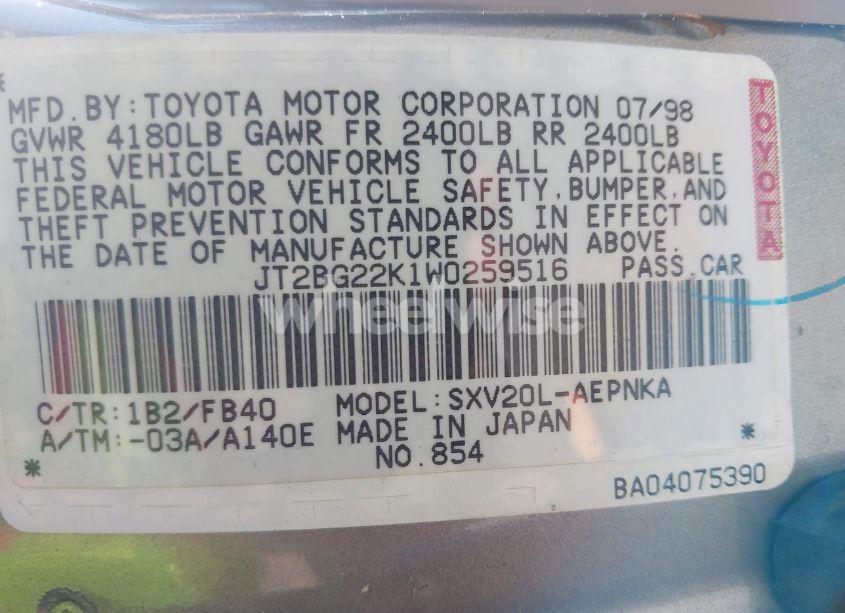 MFD.BY:TOYOTA MOTOR CORPORATION 07/98
GVWR 4180LB GAWR FR 2400LB RR 2400LB
THIS VEHICLE CONFORMS TO ALL APPLICABLE
FEDERAL MOTOR VEHICLE SAFETY,BUMPER,AND
THEFT PREVENTION STANDARDS IN EFFECT ON
THE DATE OF MANUFACTURE SHOWN ABOVE.
JT2BG22K1W0259516 PASS.CAR
TOYOTA
wheelwise
C/TR:1B2/FB40 MODEL:SXV20L-AEPNKA
A/TM:-03A/A140E MADE IN JAPAN
NO.854
BA04075390